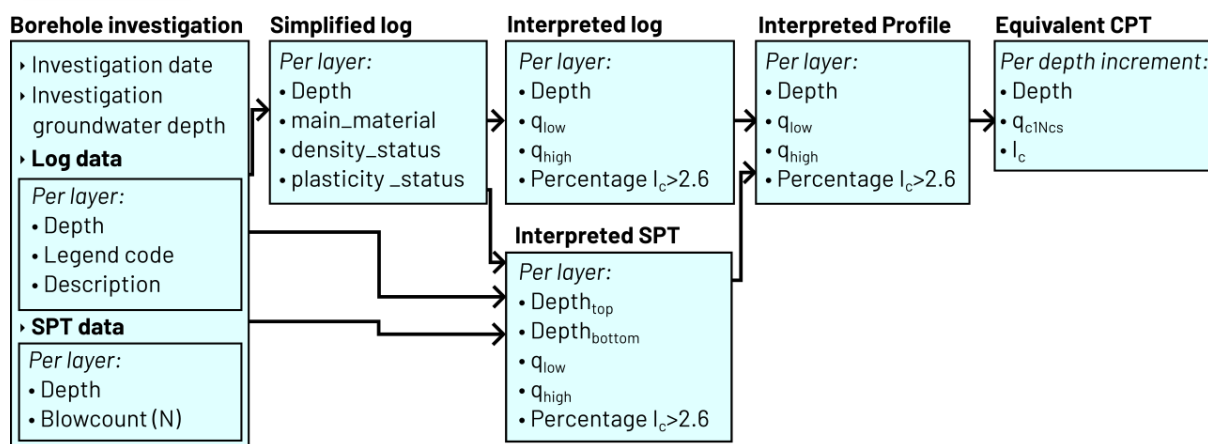 Borehole investigation
‣ Investigation date
‣ Investigation
groundwater depth
‣ Log data
Per layer:
• Depth
• Legend code
• Description
‣ SPT data
Per layer:
• Depth
• Blowcount (N)
Simplified log
Per layer:
• Depth
• main_material
• density_status
• plasticity _status
Interpreted log
Per layer:
• Depth
• qlow
• qhigh
• Percentage Ic>2.6
Interpreted SPT
Per layer:
• Depthtop
• Depthbottom
• qlow
• qhigh
• Percentage Ic>2.6
Interpreted Profile
Per layer:
• Depth
• qlow
• qhigh
• Percentage Ic>2.6
Equivalent CPT
Per depth increment:
• Depth
• qc1Ncs
• Ic